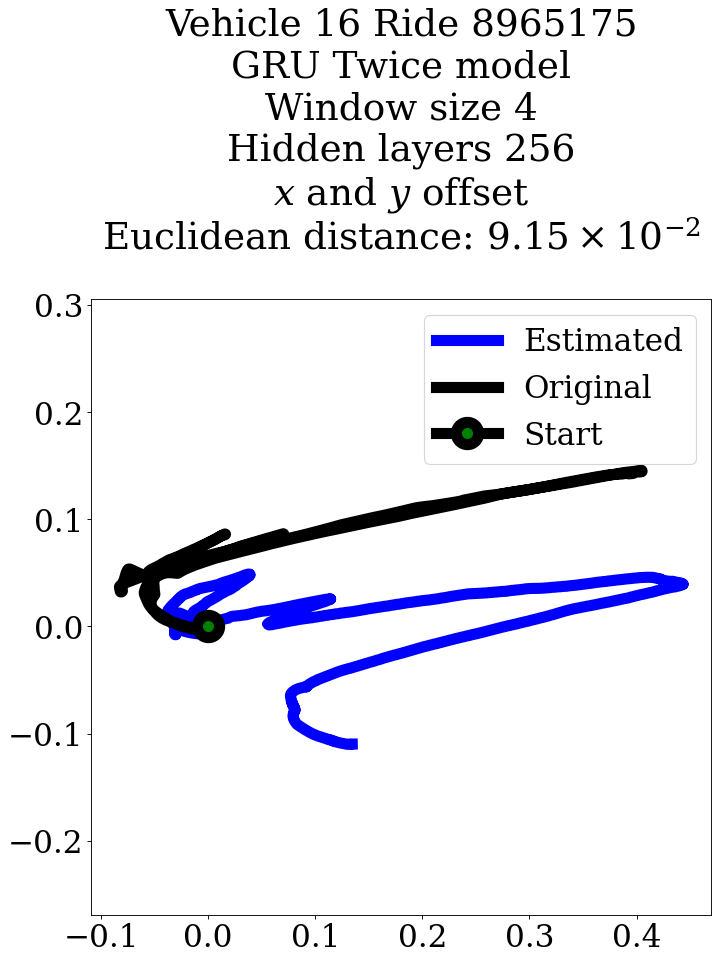 Vehicle 16 Ride 8965175
GRU Twice model
Window size 4
Hidden layers 256
x and y offset
Euclidean distance: 9.15 × 10⁻²
0.3
Estimated
Original
Start
0.2
0.1
0.0
−0.1
−0.2
−0.1 0.0 0.1 0.2 0.3 0.4